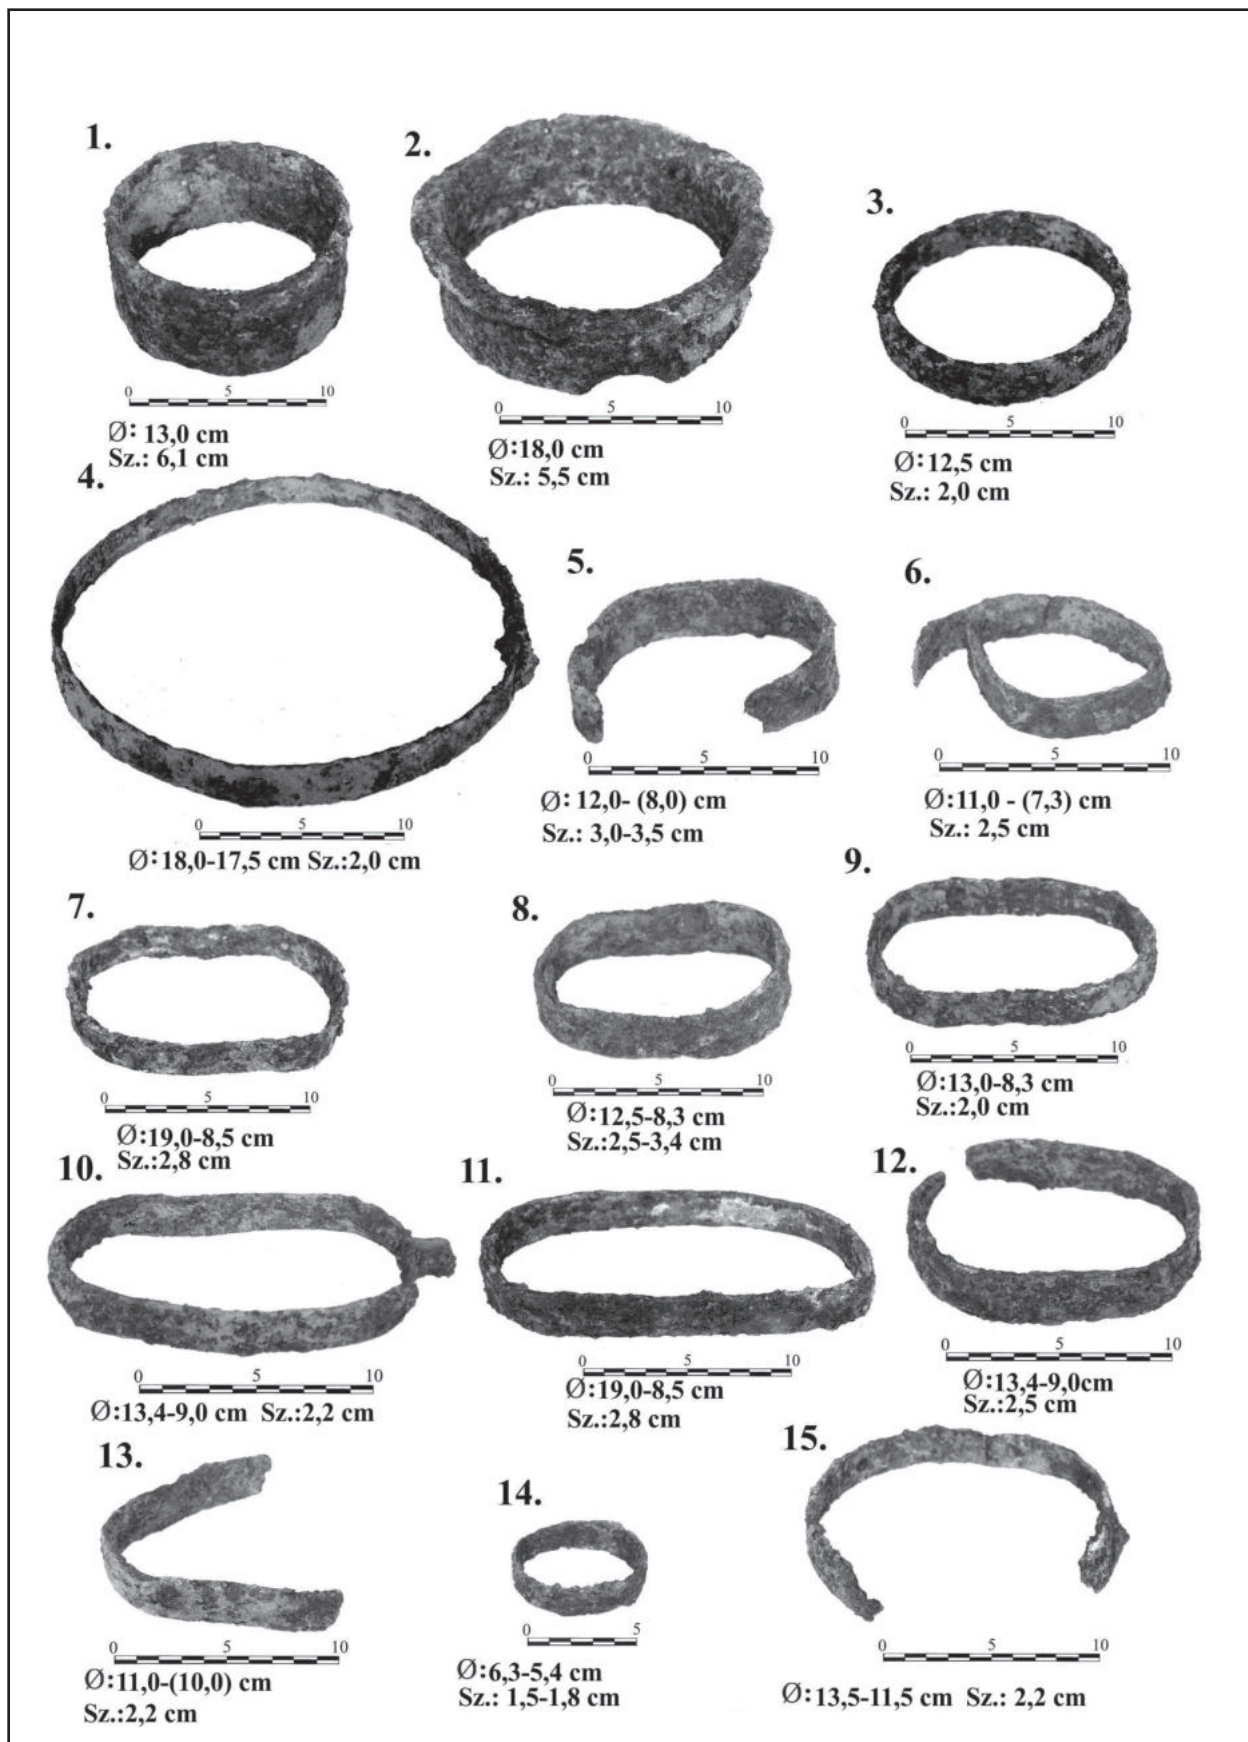 1.
0 5 10
Ø: 13,0 cm
Sz.: 6,1 cm
2.
0 5 10
Ø:18,0 cm
Sz.: 5,5 cm
3.
0 5 10
Ø:12,5 cm
Sz.: 2,0 cm
4.
0 5 10
Ø:18,0-17,5 cm Sz.:2,0 cm
5.
0 5 10
Ø: 12,0- (8,0) cm
Sz.: 3,0-3,5 cm
6.
0 5 10
Ø:11,0 - (7,3) cm
Sz.: 2,5 cm
7.
0 5 10
Ø:19,0-8,5 cm
Sz.:2,8 cm
8.
0 5 10
Ø:12,5-8,3 cm
Sz.:2,5-3,4 cm
9.
0 5 10
Ø:13,0-8,3 cm
Sz.:2,0 cm
10.
0 5 10
Ø:13,4-9,0 cm Sz.:2,2 cm
11.
0 5 10
Ø:19,0-8,5 cm
Sz.:2,8 cm
12.
0 5 10
Ø:13,4-9,0cm
Sz.:2,5 cm
13.
0 5 10
Ø:11,0-(10,0) cm
Sz.:2,2 cm
14.
0 5
Ø:6,3-5,4 cm
Sz.: 1,5-1,8 cm
15.
0 5 10
Ø:13,5-11,5 cm Sz.: 2,2 cm